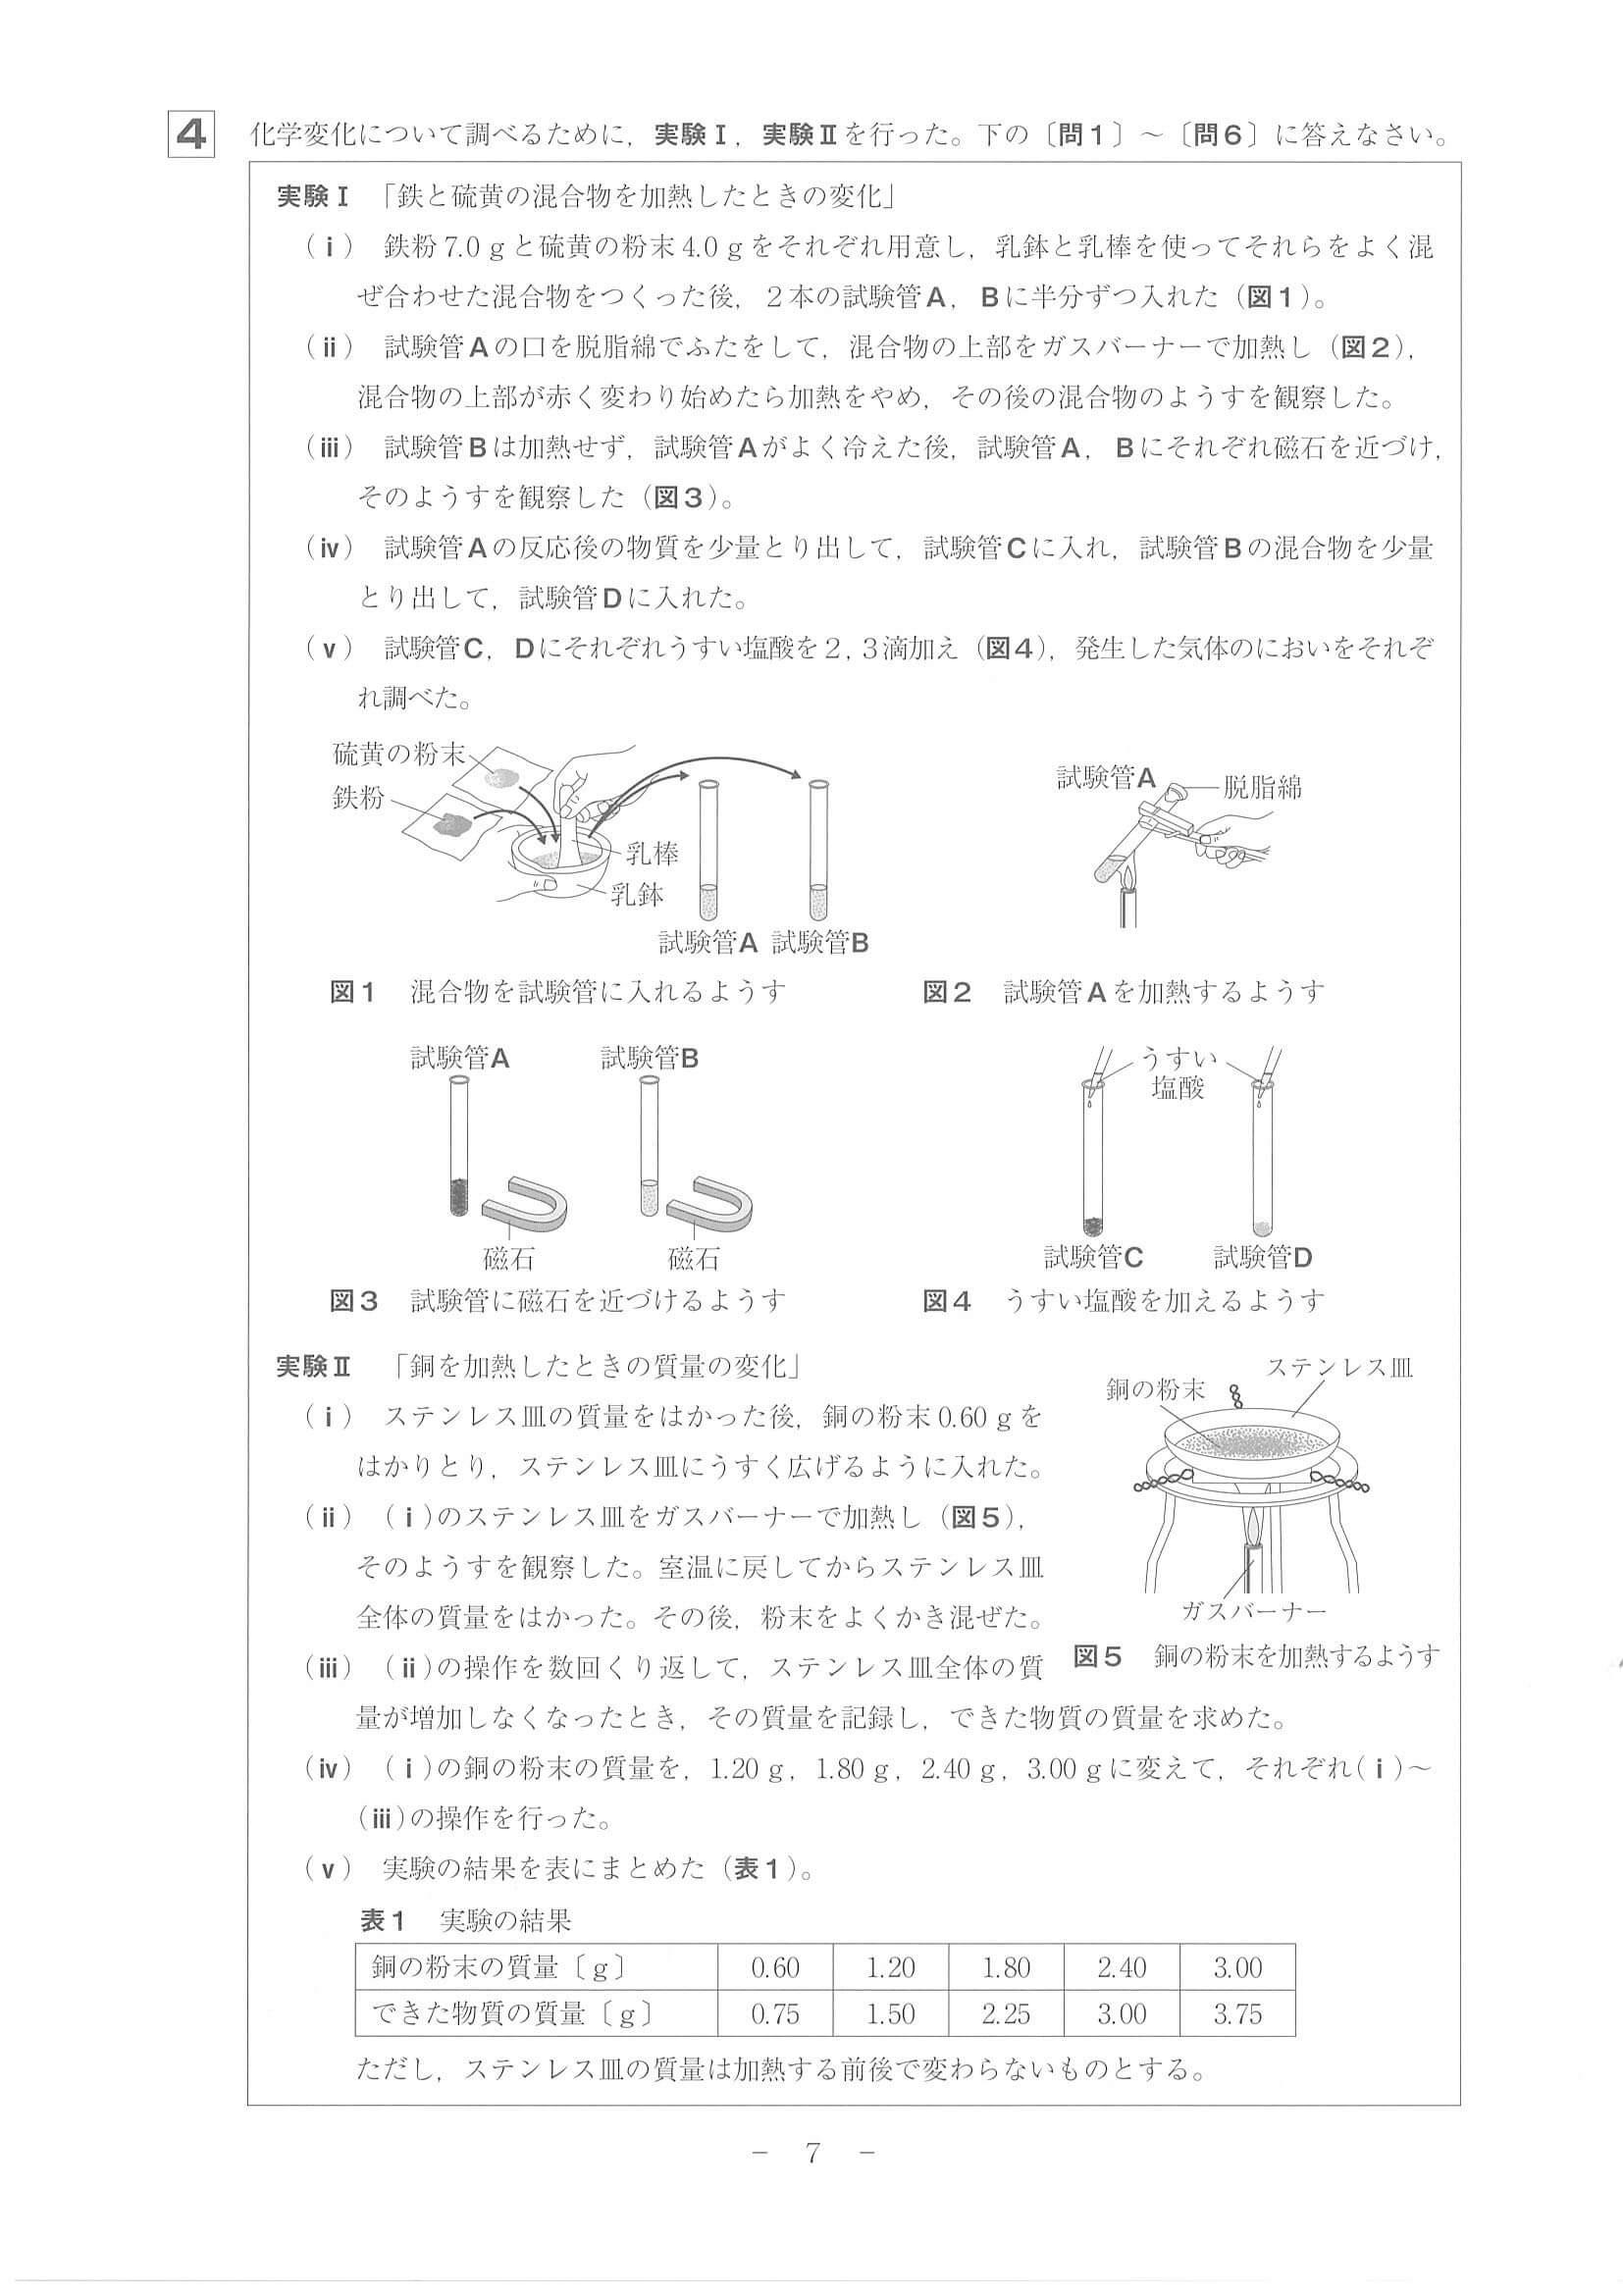 4 化学変化について調べるために，実験Ⅰ，実験Ⅱを行った。下の〔問1〕～〔問6〕に答えなさい。
実験Ⅰ 「鉄と硫黄の混合物を加熱したときの変化」
(ⅰ) 鉄粉7.0 gと硫黄の粉末4.0 gをそれぞれ用意し，乳鉢と乳棒を使ってそれらをよく混
ぜ合わせた混合物をつくった後，2本の試験管A，Bに半分ずつ入れた（図1）。
(ⅱ) 試験管Aの口を脱脂綿でふたをして，混合物の上部をガスバーナーで加熱し（図2），
混合物の上部が赤く変わり始めたら加熱をやめ，その後の混合物のようすを観察した。
(ⅲ) 試験管Bは加熱せず，試験管Aがよく冷えた後，試験管A，Bにそれぞれ磁石を近づけ，
そのようすを観察した（図3）。
(ⅳ) 試験管Aの反応後の物質を少量とり出して，試験管Cに入れ，試験管Bの混合物を少量
とり出して，試験管Dに入れた。
(ⅴ) 試験管C，Dにそれぞれうすい塩酸を2，3滴加え（図4），発生した気体のにおいをそれぞ
れ調べた。
硫黄の粉末
鉄粉
乳棒
乳鉢
試験管A 試験管B
図1 混合物を試験管に入れるようす
試験管A
脱脂綿
図2 試験管Aを加熱するようす
試験管A 試験管B
磁石 磁石
図3 試験管に磁石を近づけるようす
うすい
塩酸
試験管C 試験管D
図4 うすい塩酸を加えるようす
実験Ⅱ 「銅を加熱したときの質量の変化」
(ⅰ) ステンレス皿の質量をはかった後，銅の粉末0.60 gを
はかりとり，ステンレス皿にうすく広げるように入れた。
(ⅱ) (ⅰ)のステンレス皿をガスバーナーで加熱し（図5），
そのようすを観察した。室温に戻してからステンレス皿
全体の質量をはかった。その後，粉末をよくかき混ぜた。
(ⅲ) (ⅱ)の操作を数回くり返して，ステンレス皿全体の質
量が増加しなくなったとき，その質量を記録し，できた物質の質量を求めた。
ステンレス皿
銅の粉末
ガスバーナー
図5 銅の粉末を加熱するようす
(ⅳ) (ⅰ)の銅の粉末の質量を，1.20 g，1.80 g，2.40 g，3.00 gに変えて，それぞれ(ⅰ)～
(ⅲ)の操作を行った。
(ⅴ) 実験の結果を表にまとめた（表1）。
表1 実験の結果
銅の粉末の質量〔g〕 0.60 1.20 1.80 2.40 3.00
できた物質の質量〔g〕 0.75 1.50 2.25 3.00 3.75
ただし，ステンレス皿の質量は加熱する前後で変わらないものとする。
－ 7 －